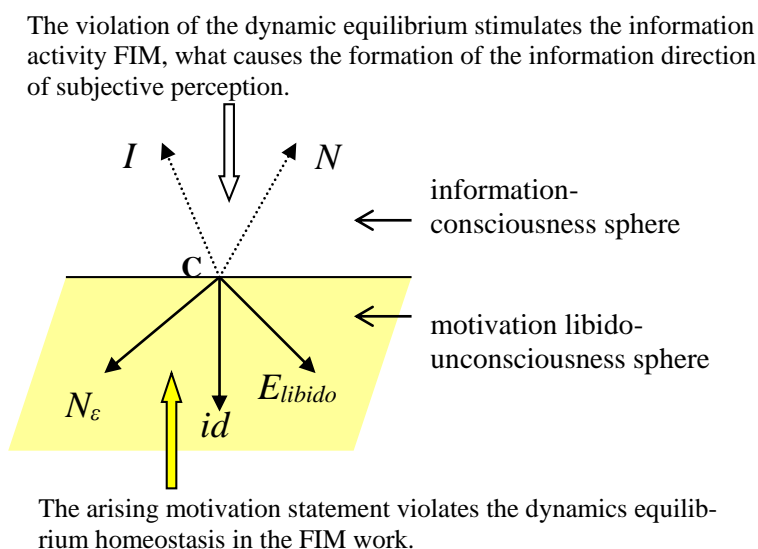 The violation of the dynamic equilibrium stimulates the information
activity FIM, what causes the formation of the information direction
of subjective perception.
I
N
information-
consciousness sphere
C
motivation libido-
unconsciousness sphere
Nε
id
Elibido
The arising motivation statement violates the dynamics equilib-
rium homeostasis in the FIM work.